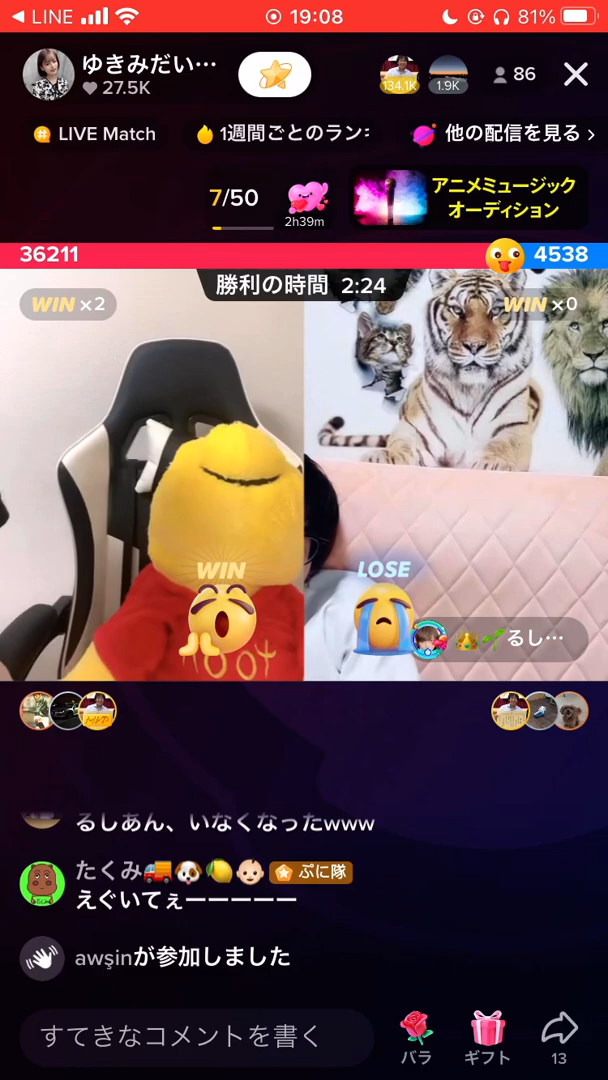 LINE
19:08
81%
ゆきみだい…
27.5K
134.1K
1.9K
86
LIVE Match
1週間ごとのラン
他の配信を見る
7/50
2h39m
アニメミュージック
オーディション
36211
4538
勝利の時間 2:24
WIN ×2
WIN ×0
WIN
LOSE
るし…
るしあん、いなくなったwww
たくみ
ぷに隊
えぐいてぇーーーーー
awşinが参加しました
すてきなコメントを書く
バラ
ギフト
13